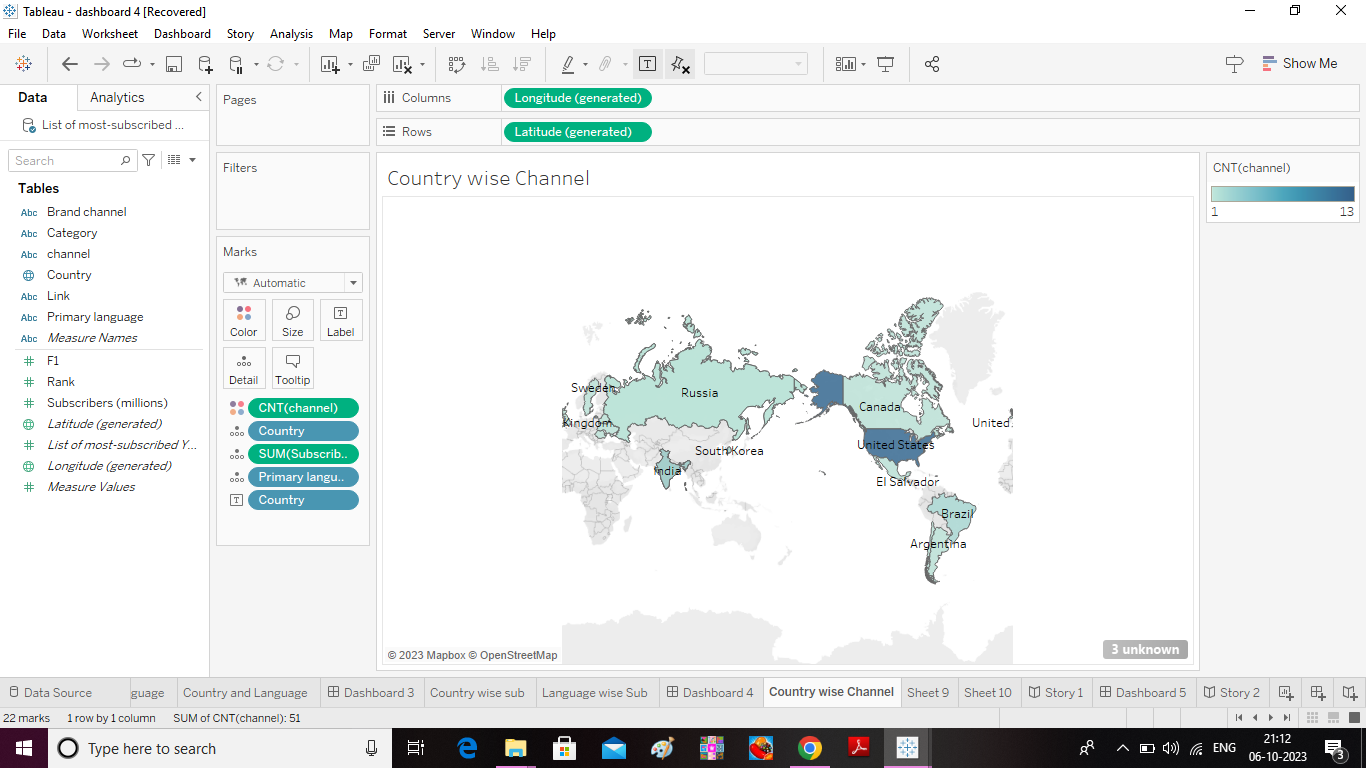 Tableau - dashboard 4 [Recovered]
File Data Worksheet Dashboard Story Analysis Map Format Server Window Help
Show Me
Data Analytics
List of most-subscribed ...
Search
Tables
Abc Brand channel
Abc Category
Abc channel
Country
Abc Link
Abc Primary language
Abc Measure Names
# F1
# Rank
# Subscribers (millions)
Latitude (generated)
# List of most-subscribed Y...
Longitude (generated)
# Measure Values
Pages
Filters
Marks
Automatic
Color Size Label
Detail Tooltip
CNT(channel)
Country
SUM(Subscrib..
Primary langu..
Country
Columns Longitude (generated)
Rows Latitude (generated)
Country wise Channel
Sweden
Russia
Canada
Kingdom
United
United States
South Korea
India
El Salvador
Brazil
Argentina
© 2023 Mapbox © OpenStreetMap
3 unknown
CNT(channel)
1 13
Data Source guage Country and Language Dashboard 3 Country wise sub Language wise Sub Dashboard 4 Country wise Channel Sheet 9 Sheet 10 Story 1 Dashboard 5 Story 2
22 marks 1 row by 1 column SUM of CNT(channel): 51
Type here to search
ENG
21:12
06-10-2023
3